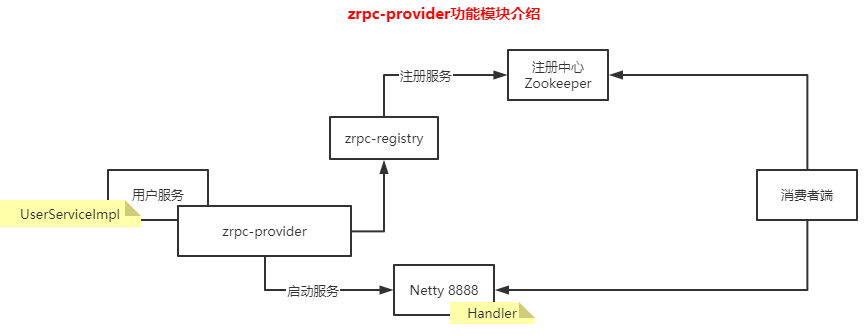 zrpc-provider功能模块介绍
注册服务
注册中心
Zookeeper
zrpc-registry
用户服务
UserServiceImpl
zrpc-provider
消费者端
启动服务
Netty 8888
Handler